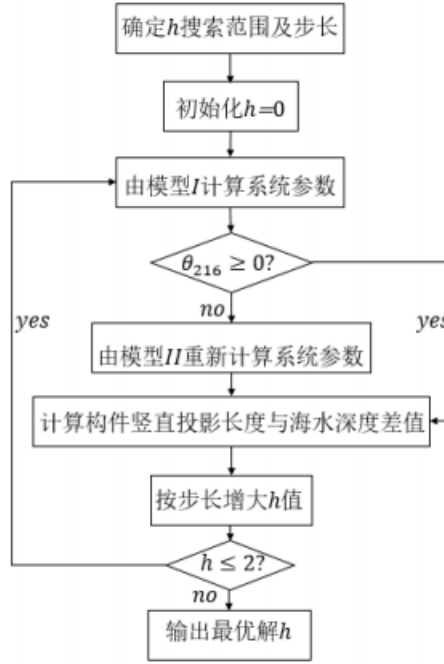 确定h搜索范围及步长
初始化h=0
由模型I计算系统参数
θ₂₁₆ ≥ 0?
no
yes
yes
由模型II重新计算系统参数
计算构件竖直投影长度与海水深度差值
按步长增大h值
h ≤ 2?
no
输出最优解h